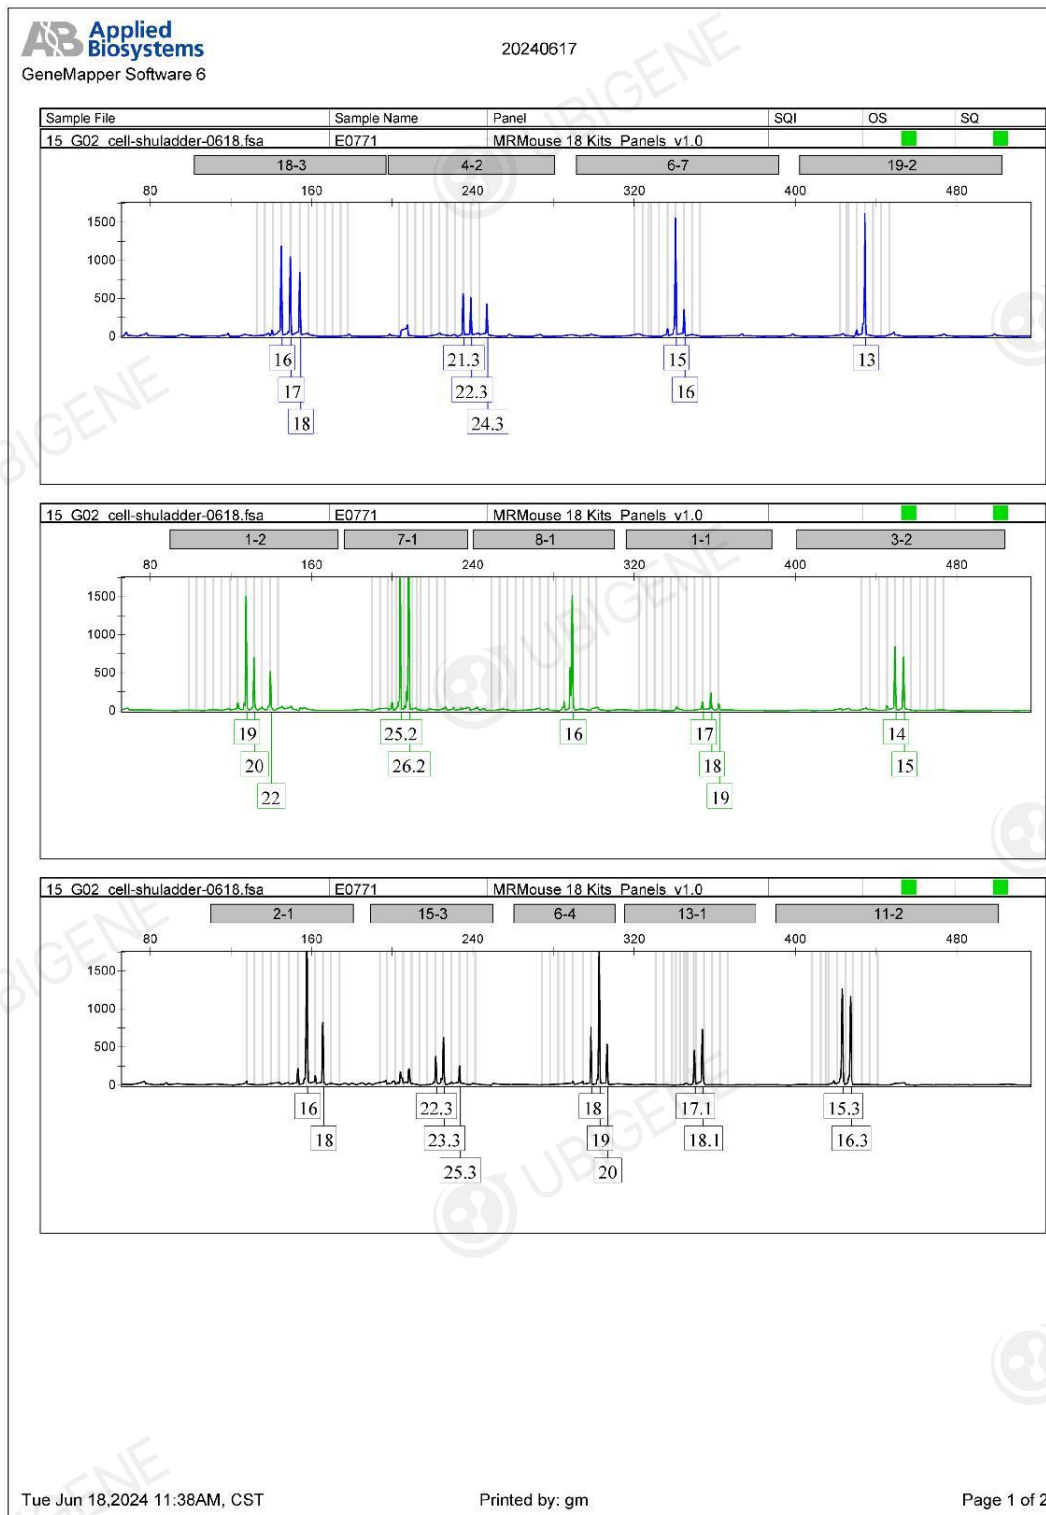 AB Applied
Biosystems
GeneMapper Software 6
20240617
Sample File Sample Name Panel SQI OS SQ
15_G02_cell-shuladder-0618.fsa E0771 MRMouse 18 Kits_Panels_v1.0
18-3 4-2 6-7 19-2
80 160 240 320 400 480
1500
1000
500
0
16 21.3 15 13
17 22.3 16
18 24.3
15_G02_cell-shuladder-0618.fsa E0771 MRMouse 18 Kits_Panels_v1.0
1-2 7-1 8-1 1-1 3-2
80 160 240 320 400 480
1500
1000
500
0
19 25.2 16 17 14
20 26.2 18 15
22 19
15_G02_cell-shuladder-0618.fsa E0771 MRMouse 18 Kits_Panels_v1.0
2-1 15-3 6-4 13-1 11-2
80 160 240 320 400 480
1500
1000
500
0
16 22.3 18 17.1 15.3
18 23.3 19 18.1 16.3
25.3 20
Tue Jun 18,2024 11:38AM, CST Printed by: gm Page 1 of 2
UBIGENE
UBIGENE
UBIGENE